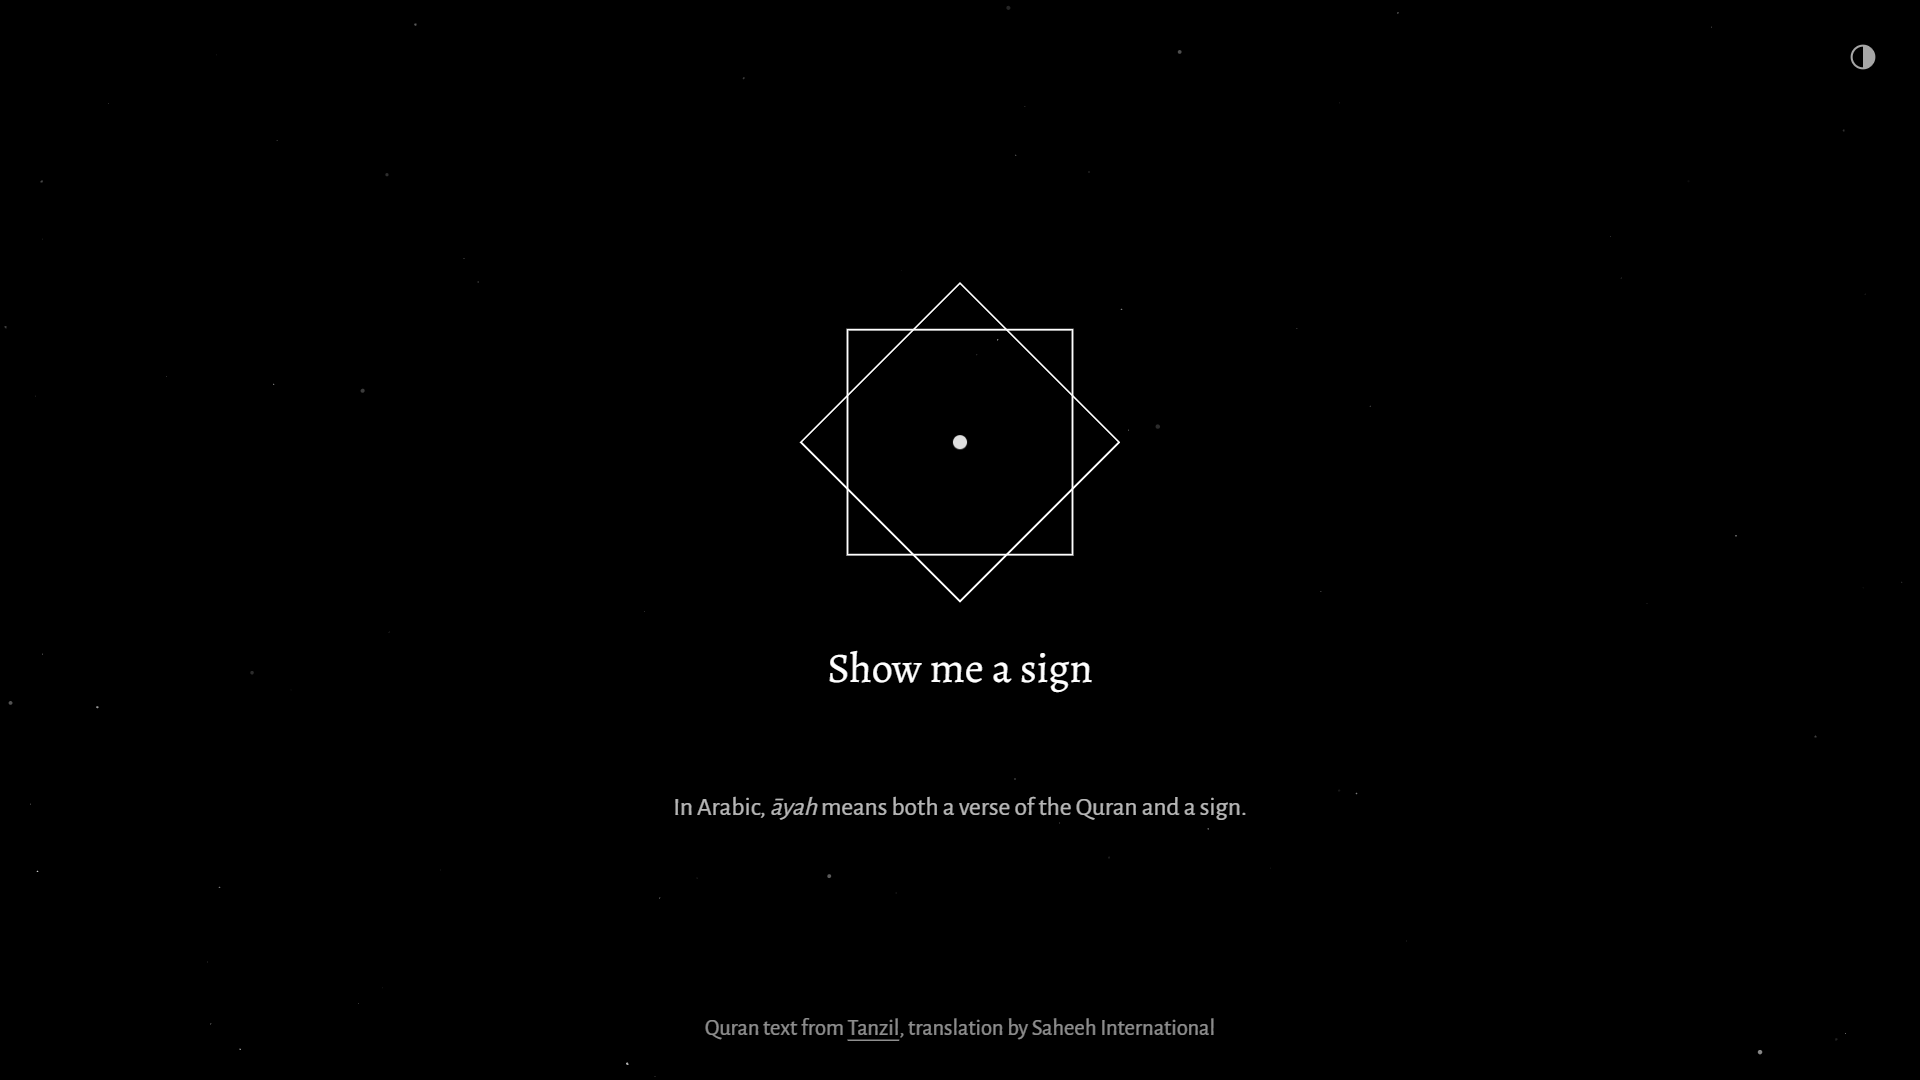 Show me a sign
In Arabic, āyah means both a verse of the Quran and a sign.
Quran text from Tanzil, translation by Saheeh International